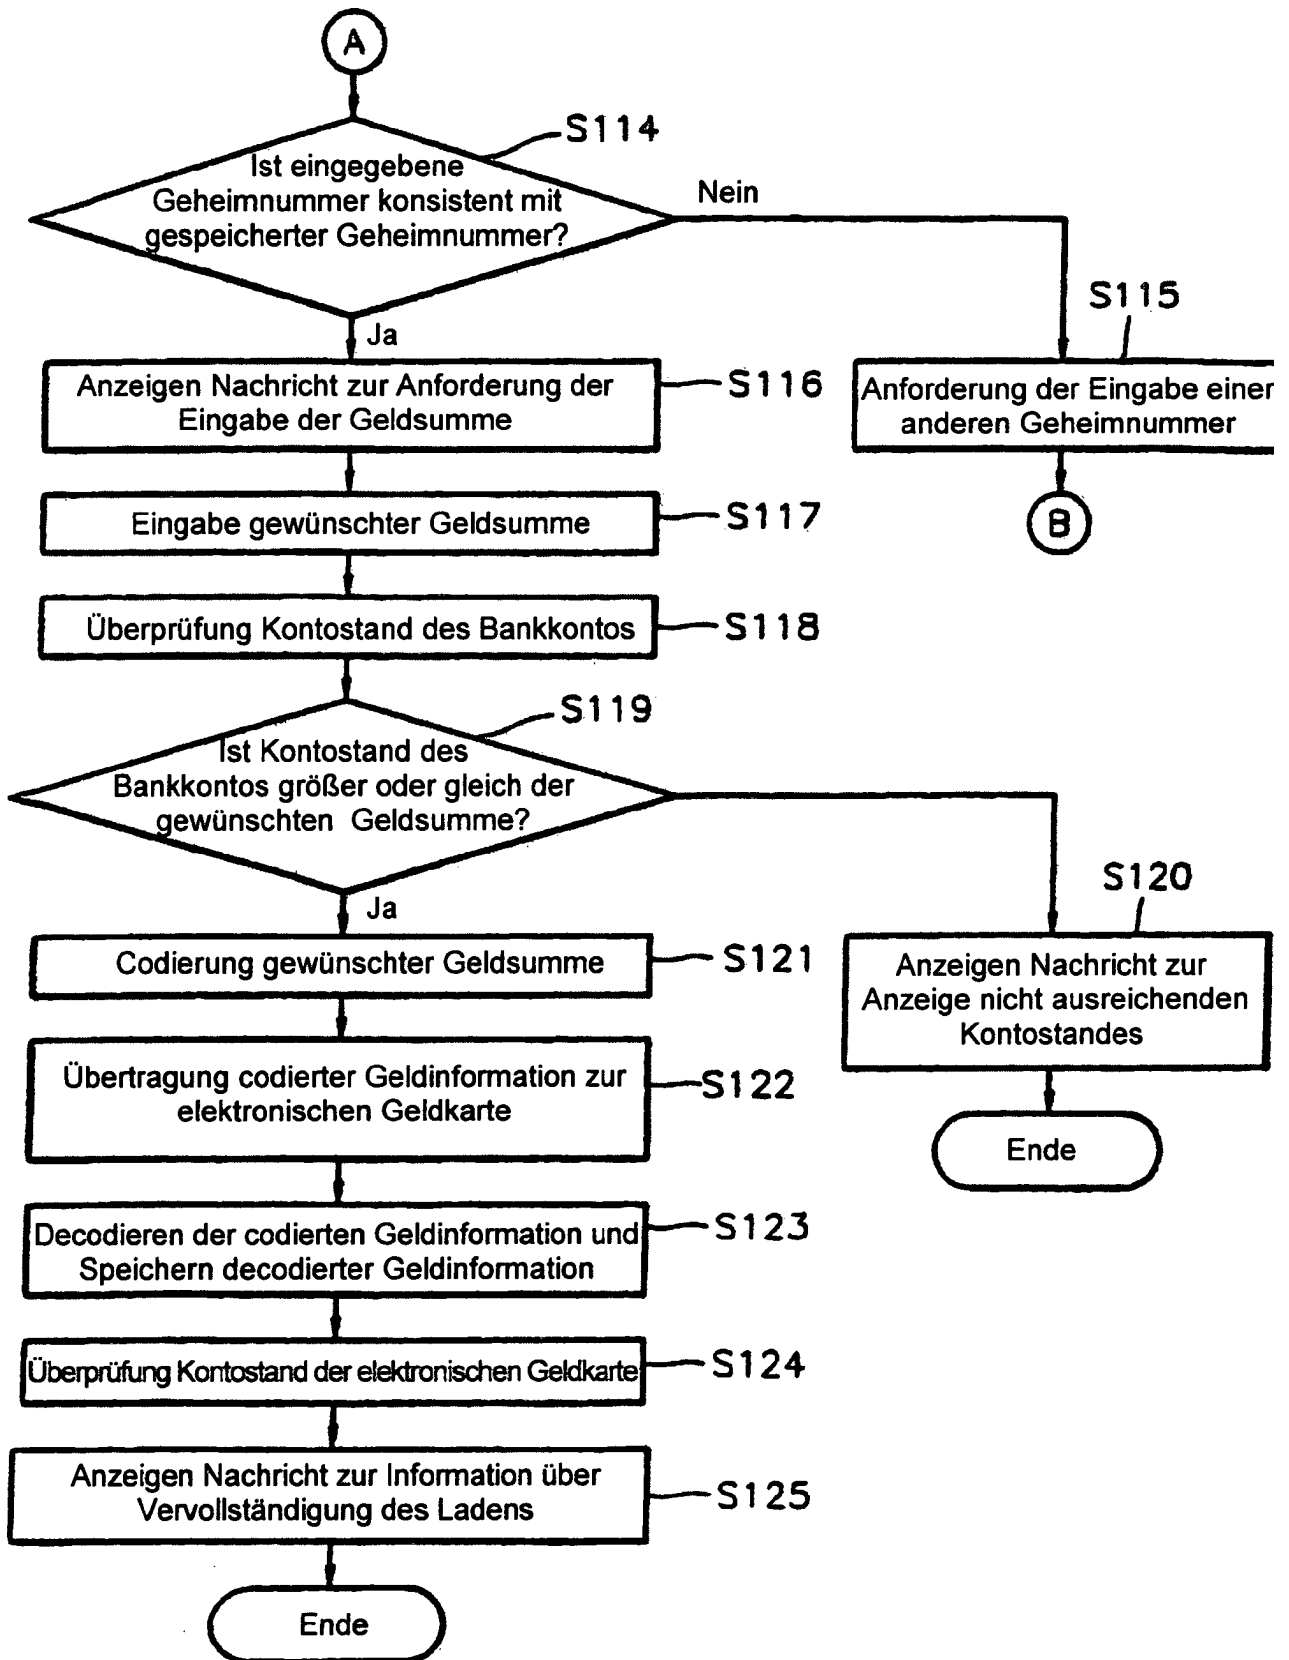 A
S114
Ist eingegebene
Geheimnummer konsistent mit
gespeicherter Geheimnummer?
Nein
Ja
S115
Anforderung der Eingabe einer
anderen Geheimnummer
B
Anzeigen Nachricht zur Anforderung der
Eingabe der Geldsumme
S116
Eingabe gewünschter Geldsumme
S117
Überprüfung Kontostand des Bankkontos
S118
S119
Ist Kontostand des
Bankkontos größer oder gleich der
gewünschten Geldsumme?
Ja
S120
Anzeigen Nachricht zur
Anzeige nicht ausreichenden
Kontostandes
Ende
Codierung gewünschter Geldsumme
S121
Übertragung codierter Geldinformation zur
elektronischen Geldkarte
S122
Decodieren der codierten Geldinformation und
Speichern decodierter Geldinformation
S123
Überprüfung Kontostand der elektronischen Geldkarte
S124
Anzeigen Nachricht zur Information über
Vervollständigung des Ladens
S125
Ende